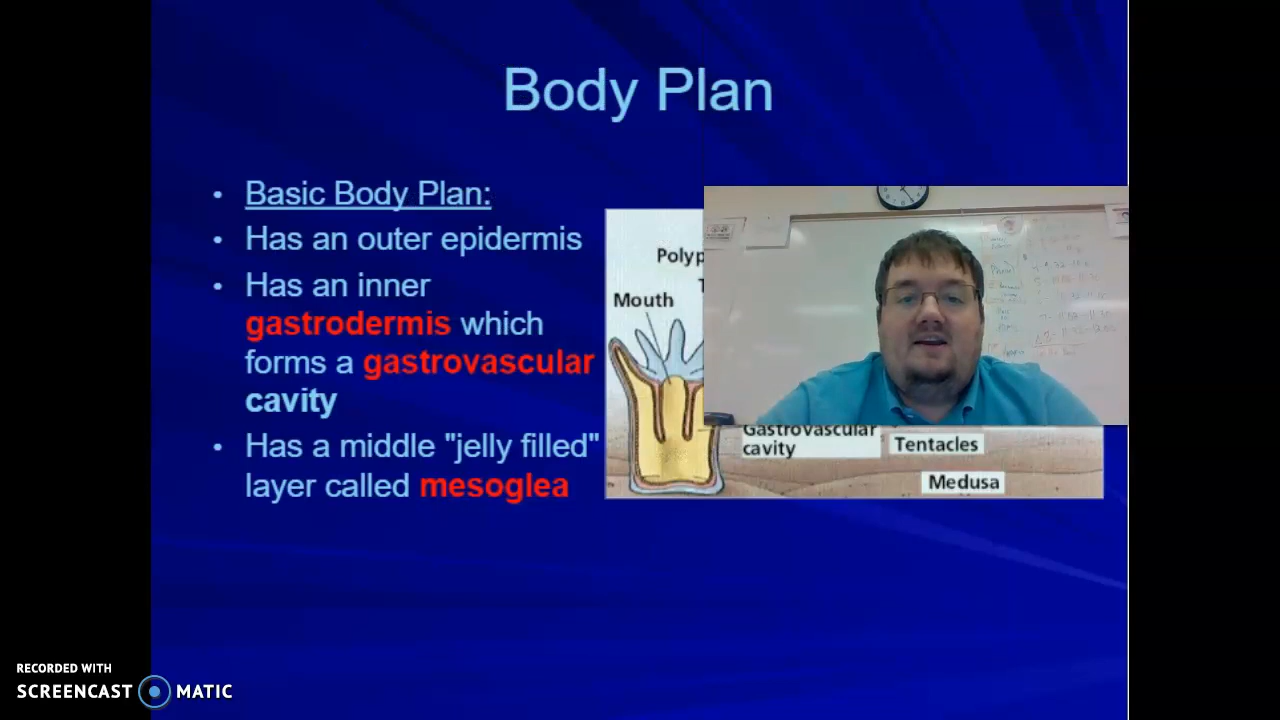 Body Plan
• Basic Body Plan:
• Has an outer epidermis
• Has an inner
gastrodermis which
forms a gastrovascular
cavity
• Has a middle "jelly filled"
layer called mesoglea
Polyp
Mouth
Gastrovascular
cavity
Tentacles
Medusa
RECORDED WITH
SCREENCAST MATIC